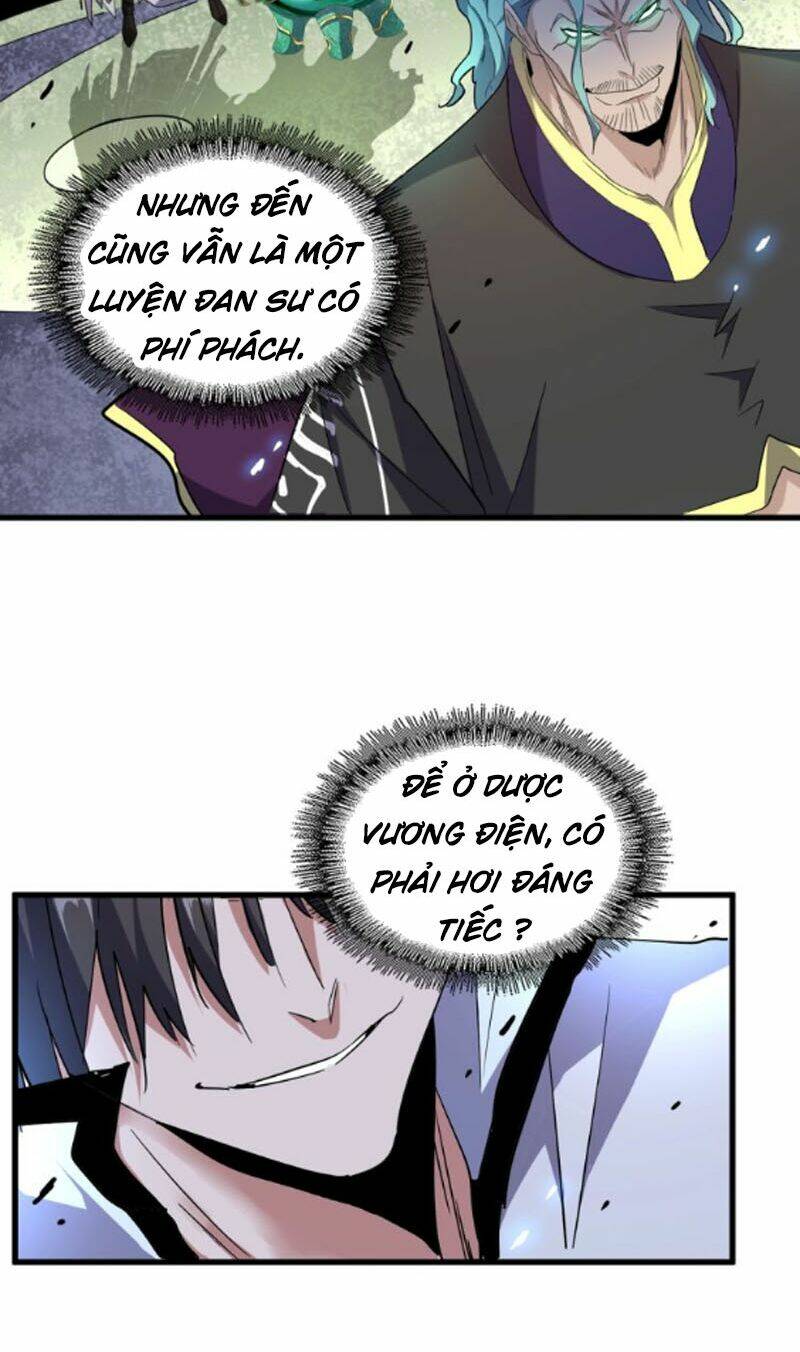 NHƯNG ĐẾN
CŨNG VẪN LÀ MỘT
LUYỆN ĐAN SƯ CÓ
PHÍ PHÁCH.
ĐỂ Ở DƯỢC
VƯƠNG ĐIỆN, CÓ
PHẢI HƠI ĐÁNG
TIẾC ?